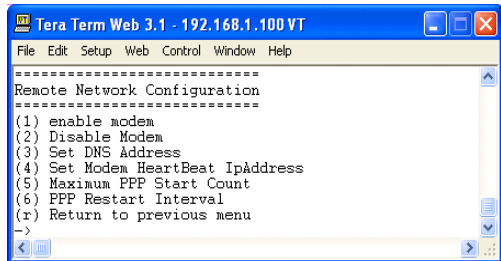 Tera Term Web 3.1 - 192.168.1.100 VT
File Edit Setup Web Control Window Help
============================
Remote Network Configuration
============================
(1) enable modem
(2) Disable Modem
(3) Set DNS Address
(4) Set Modem HeartBeat IpAddress
(5) Maximum PPP Start Count
(6) PPP Restart Interval
(r) Return to previous menu
->